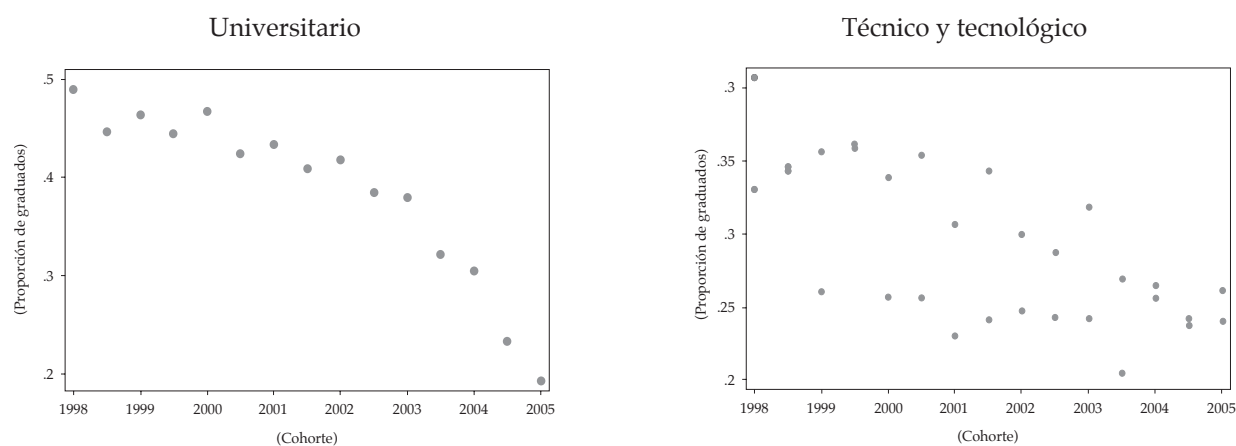 Universitario
.5
.4
.3
.2
(Proporción de graduados)
1998 1999 2000 2001 2002 2003 2004 2005
(Cohorte)
Técnico y tecnológico
.3
.35
.3
.25
.2
(Proporción de graduados)
1998 1999 2000 2001 2002 2003 2004 2005
(Cohorte)